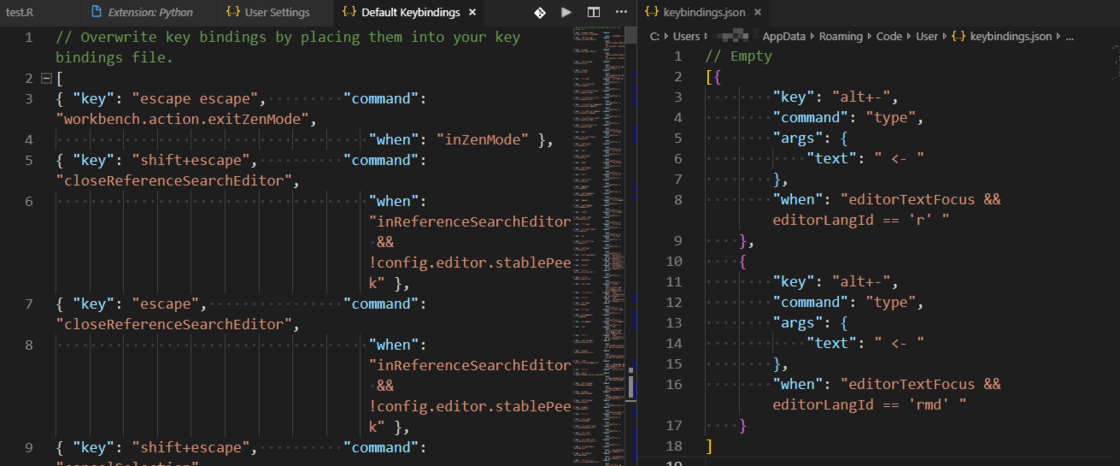 test.R
Extension: Python
{..} User Settings
{..} Default Keybindings ×
{..} keybindings.json ×
1 // Overwrite key bindings by placing them into your key
bindings file.
2 [
3 { "key": "escape escape", "command":
"workbench.action.exitZenMode",
4 "when": "inZenMode" },
5 { "key": "shift+escape", "command":
"closeReferenceSearchEditor",
6 "when":
"inReferenceSearchEditor
&&
!config.editor.stablePee
k" },
7 { "key": "escape", "command":
"closeReferenceSearchEditor",
8 "when":
"inReferenceSearchEditor
&&
!config.editor.stablePee
k" },
9 { "key": "shift+escape", "command":
"cancelSelection"
C: Users AppData Roaming Code User {..} keybindings.json ...
1 // Empty
2 [{
3 "key": "alt+-",
4 "command": "type",
5 "args": {
6 "text": " <- "
7 },
8 "when": "editorTextFocus &&
editorLangId == 'r' "
9 },
10 {
11 "key": "alt+-",
12 "command": "type",
13 "args": {
14 "text": " <- "
15 },
16 "when": "editorTextFocus &&
editorLangId == 'rmd' "
17 }
18 ]
19